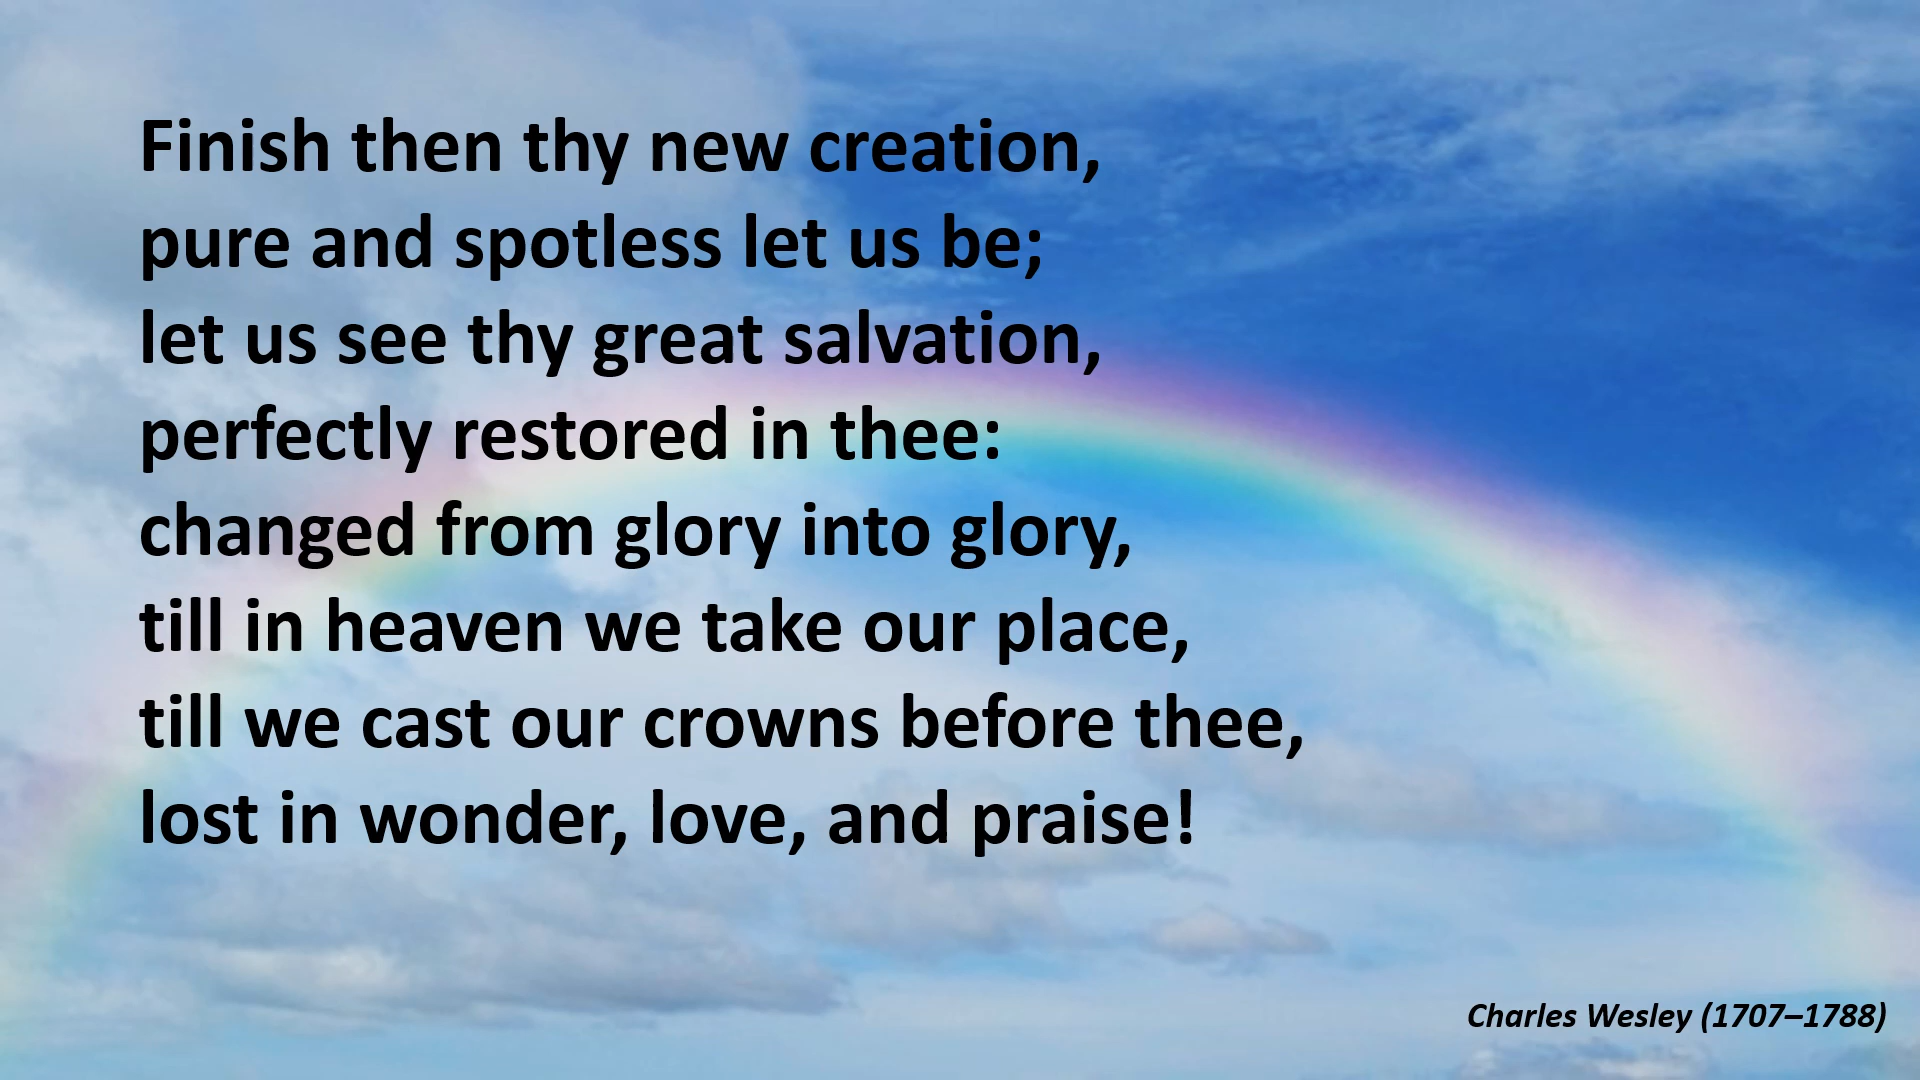 Finish then thy new creation,
pure and spotless let us be;
let us see thy great salvation,
perfectly restored in thee:
changed from glory into glory,
till in heaven we take our place,
till we cast our crowns before thee,
lost in wonder, love, and praise!
Charles Wesley (1707–1788)